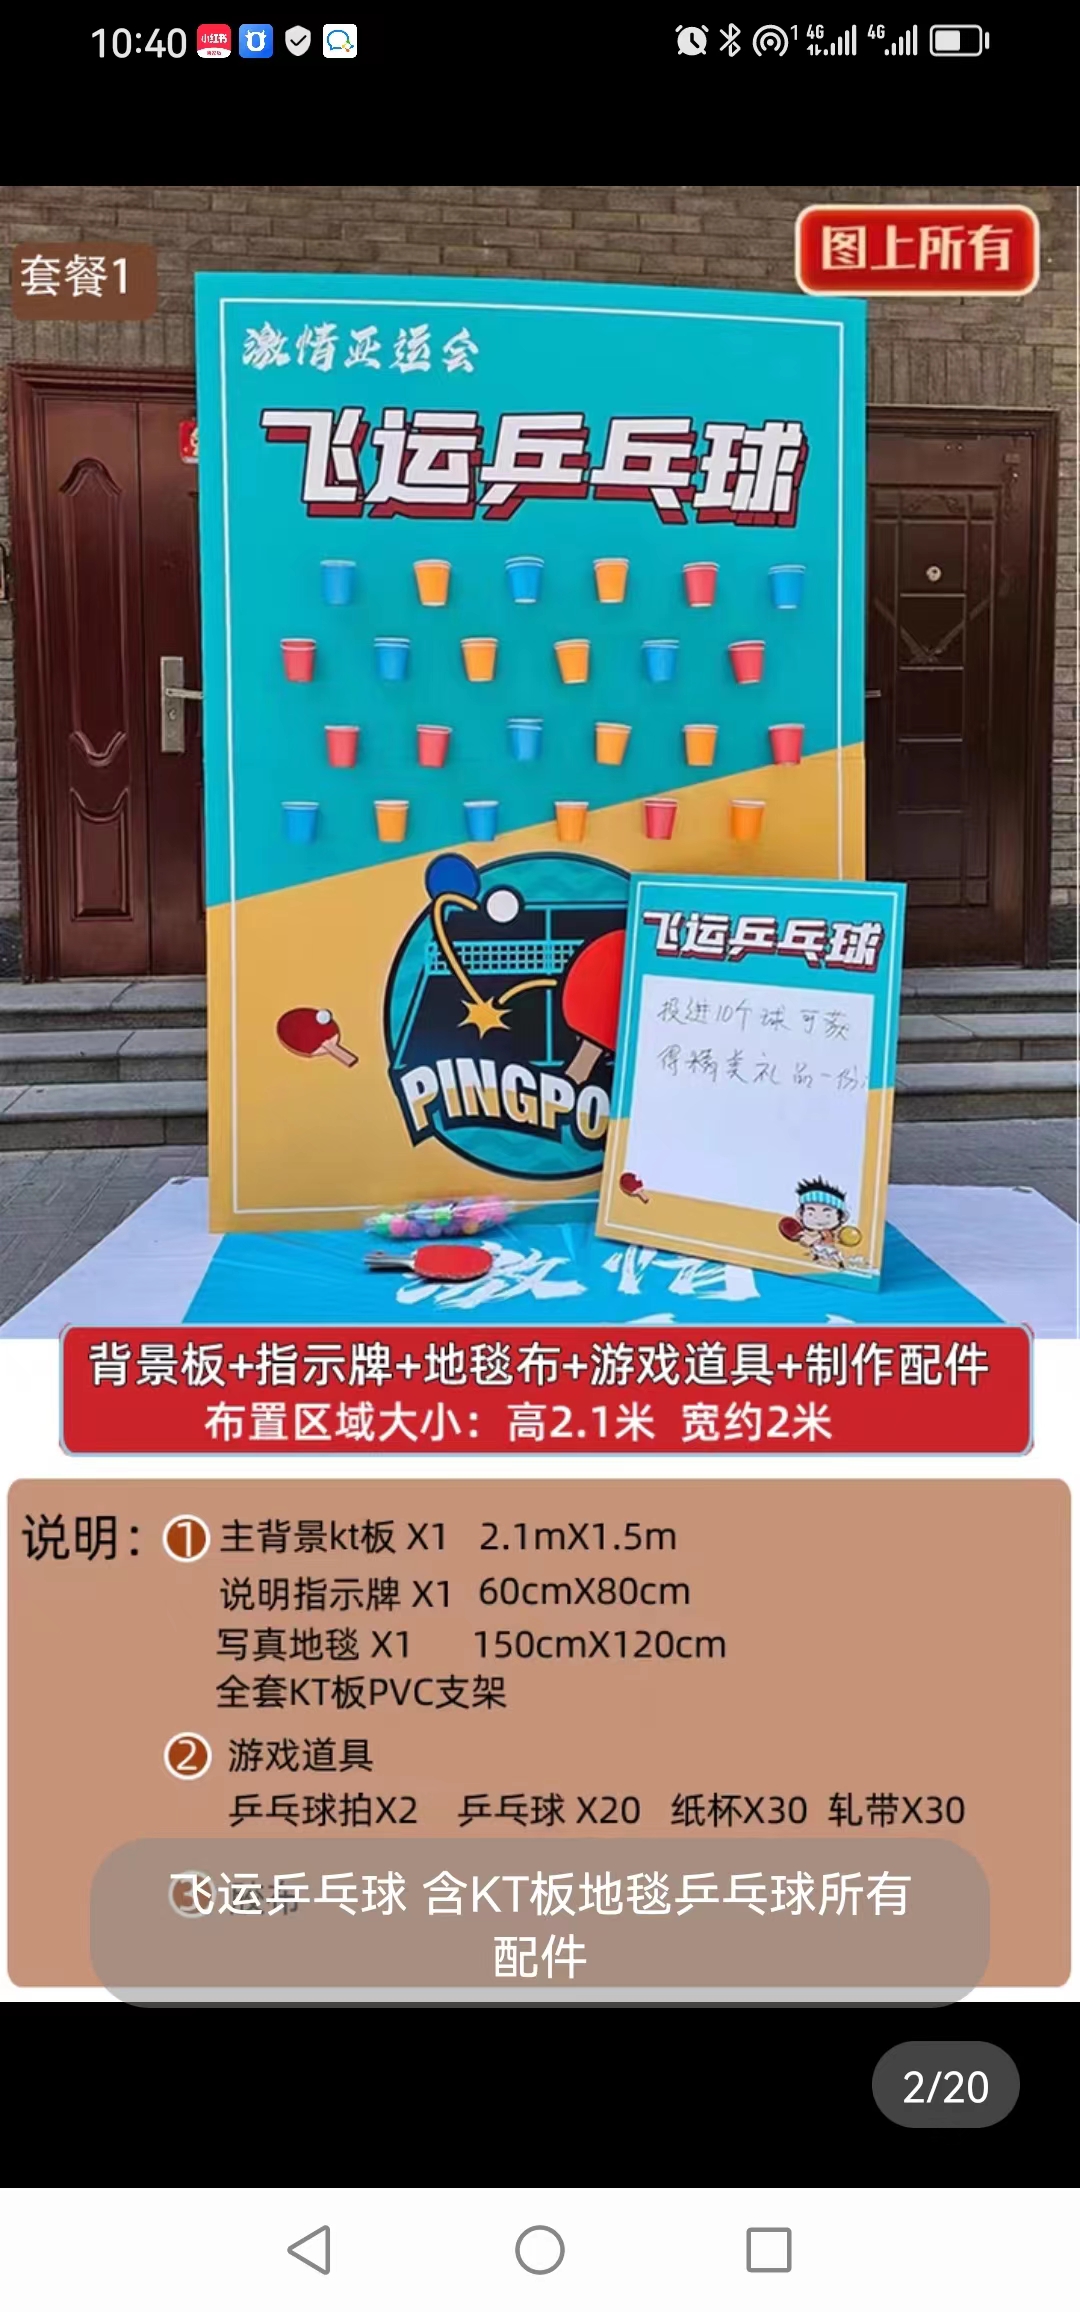 10:40
小红书
1 4G 4G
套餐1
图上所有
激情亚运会
飞运乒乓球
飞运乒乓球
投进10个球可获
得精美礼品一份
PINGPO
背景板+指示牌+地毯布+游戏道具+制作配件
布置区域大小：高2.1米 宽约2米
说明：① 主背景kt板 X1 2.1mX1.5m
说明指示牌 X1 60cmX80cm
写真地毯 X1 150cmX120cm
全套KT板PVC支架
② 游戏道具
乒乓球拍X2 乒乓球 X20 纸杯X30 轧带X30
③
飞运乒乓球 含KT板地毯乒乓球所有
配件
2/20